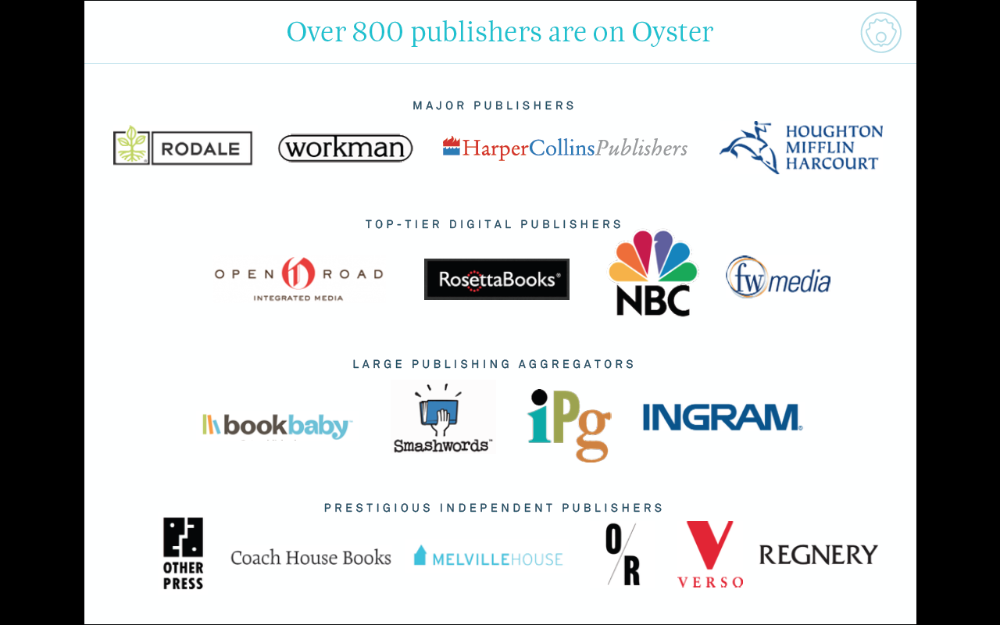 Over 800 publishers are on Oyster
MAJOR PUBLISHERS
RODALE
workman
HarperCollinsPublishers
HOUGHTON
MIFFLIN
HARCOURT
TOP-TIER DIGITAL PUBLISHERS
OPEN ROAD
INTEGRATED MEDIA
RosettaBooks®
NBC
fw media
LARGE PUBLISHING AGGREGATORS
bookbaby™
Smashwords™
iPg
INGRAM®
PRESTIGIOUS INDEPENDENT PUBLISHERS
OTHER
PRESS
Coach House Books
MELVILLEHOUSE
O/R
VERSO
REGNERY